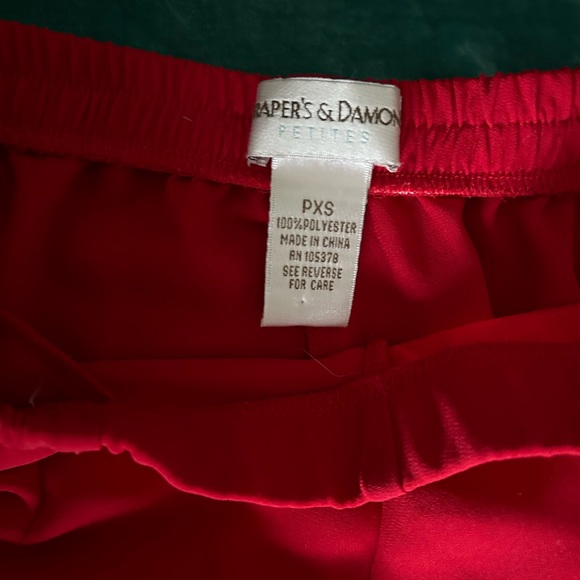 RAPER'S & DAMON
PETITES
PXS
100%POLYESTER
MADE IN CHINA
RN 105378
SEE REVERSE
FOR CARE